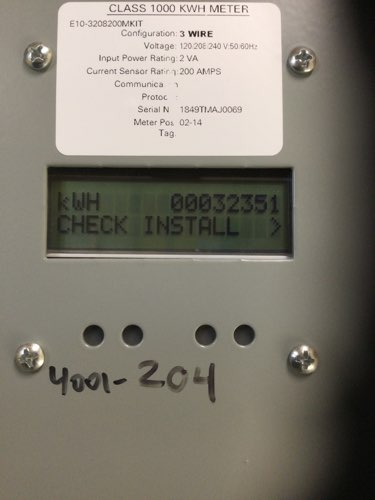 CLASS 1000 KWH METER
E10-3208200MKIT
Configuration: 3 WIRE
Voltage: 120/208/240 V 50-60Hz
Input Power Rating: 2 VA
Current Sensor Rating: 200 AMPS
Serial N 1849TMAJ0069
Meter Pos 02-14
Tag
kWH 00032351
CHECK INSTALL >
4001-204